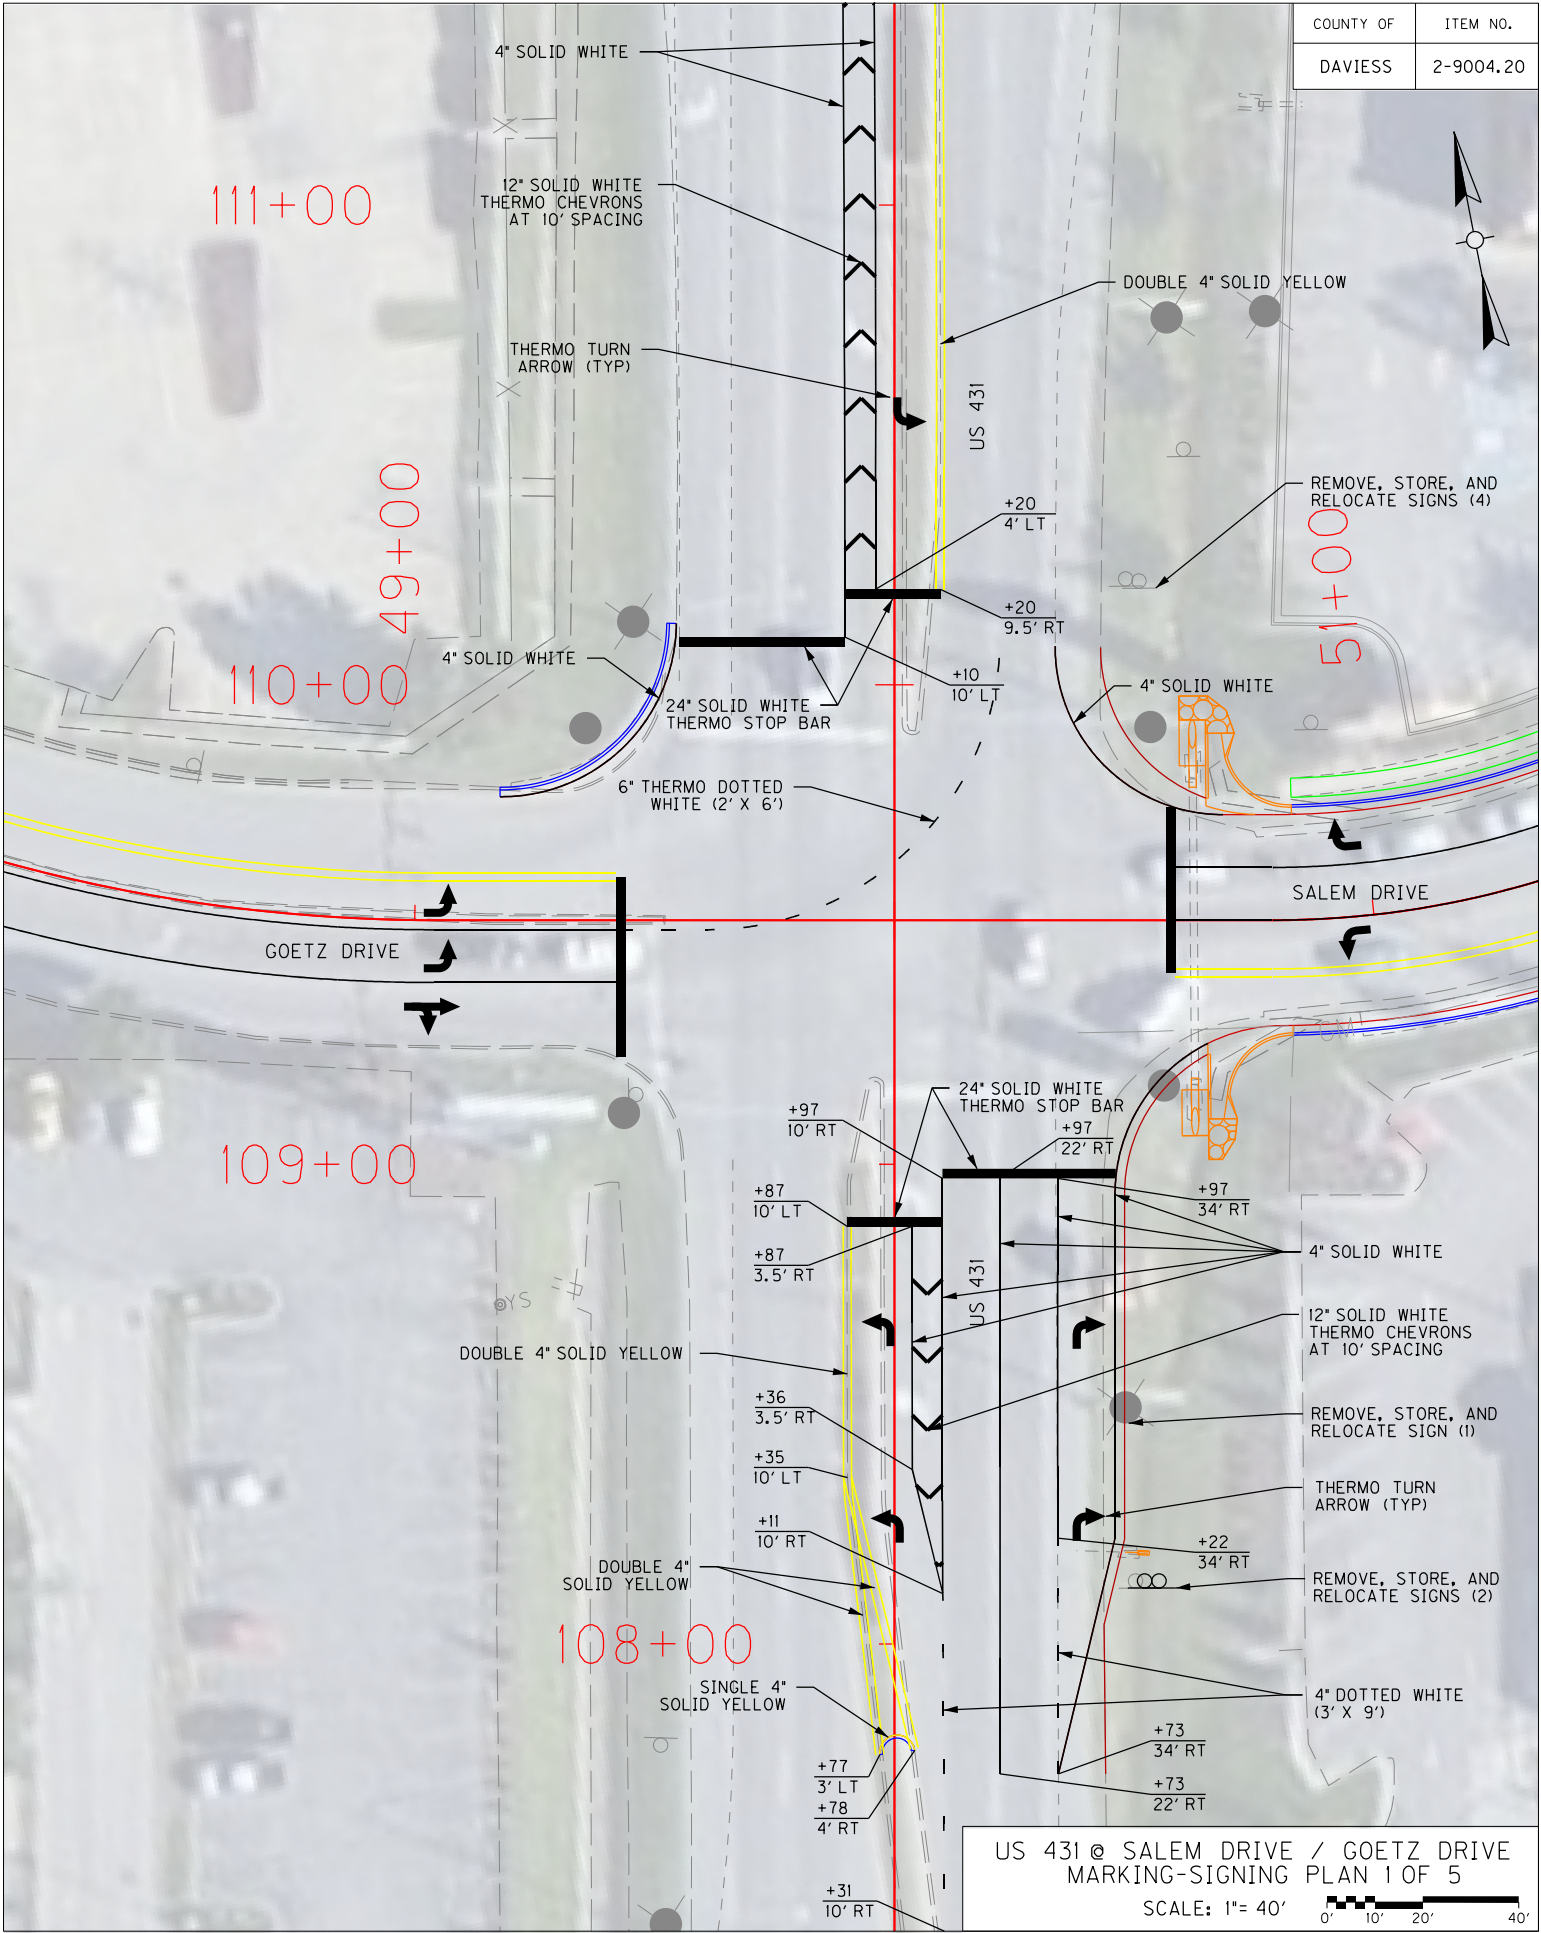 COUNTY OF
ITEM NO.
DAVIESS
2-9004.20
4" SOLID WHITE
12" SOLID WHITE
THERMO CHEVRONS
AT 10' SPACING
111+00
DOUBLE 4" SOLID YELLOW
THERMO TURN
ARROW (TYP)
US 431
49+00
REMOVE, STORE, AND
RELOCATE SIGNS (4)
+20
4' LT
51+00
+20
9.5' RT
4" SOLID WHITE
110+00
+10
10' LT
4" SOLID WHITE
24" SOLID WHITE
THERMO STOP BAR
6" THERMO DOTTED
WHITE (2' X 6')
SALEM DRIVE
GOETZ DRIVE
24" SOLID WHITE
THERMO STOP BAR
+97
10' RT
+97
22' RT
109+00
+87
10' LT
+97
34' RT
+87
3.5' RT
4" SOLID WHITE
US 431
YS
12" SOLID WHITE
THERMO CHEVRONS
AT 10' SPACING
DOUBLE 4" SOLID YELLOW
+36
3.5' RT
REMOVE, STORE, AND
RELOCATE SIGN (1)
+35
10' LT
THERMO TURN
ARROW (TYP)
+11
10' RT
+22
34' RT
DOUBLE 4"
SOLID YELLOW
REMOVE, STORE, AND
RELOCATE SIGNS (2)
108+00
SINGLE 4"
SOLID YELLOW
4" DOTTED WHITE
(3' X 9')
+73
34' RT
+77
3' LT
+73
22' RT
+78
4' RT
+31
10' RT
US 431 @ SALEM DRIVE / GOETZ DRIVE
MARKING-SIGNING PLAN 1 OF 5
SCALE: 1"= 40'
0' 10' 20' 40'